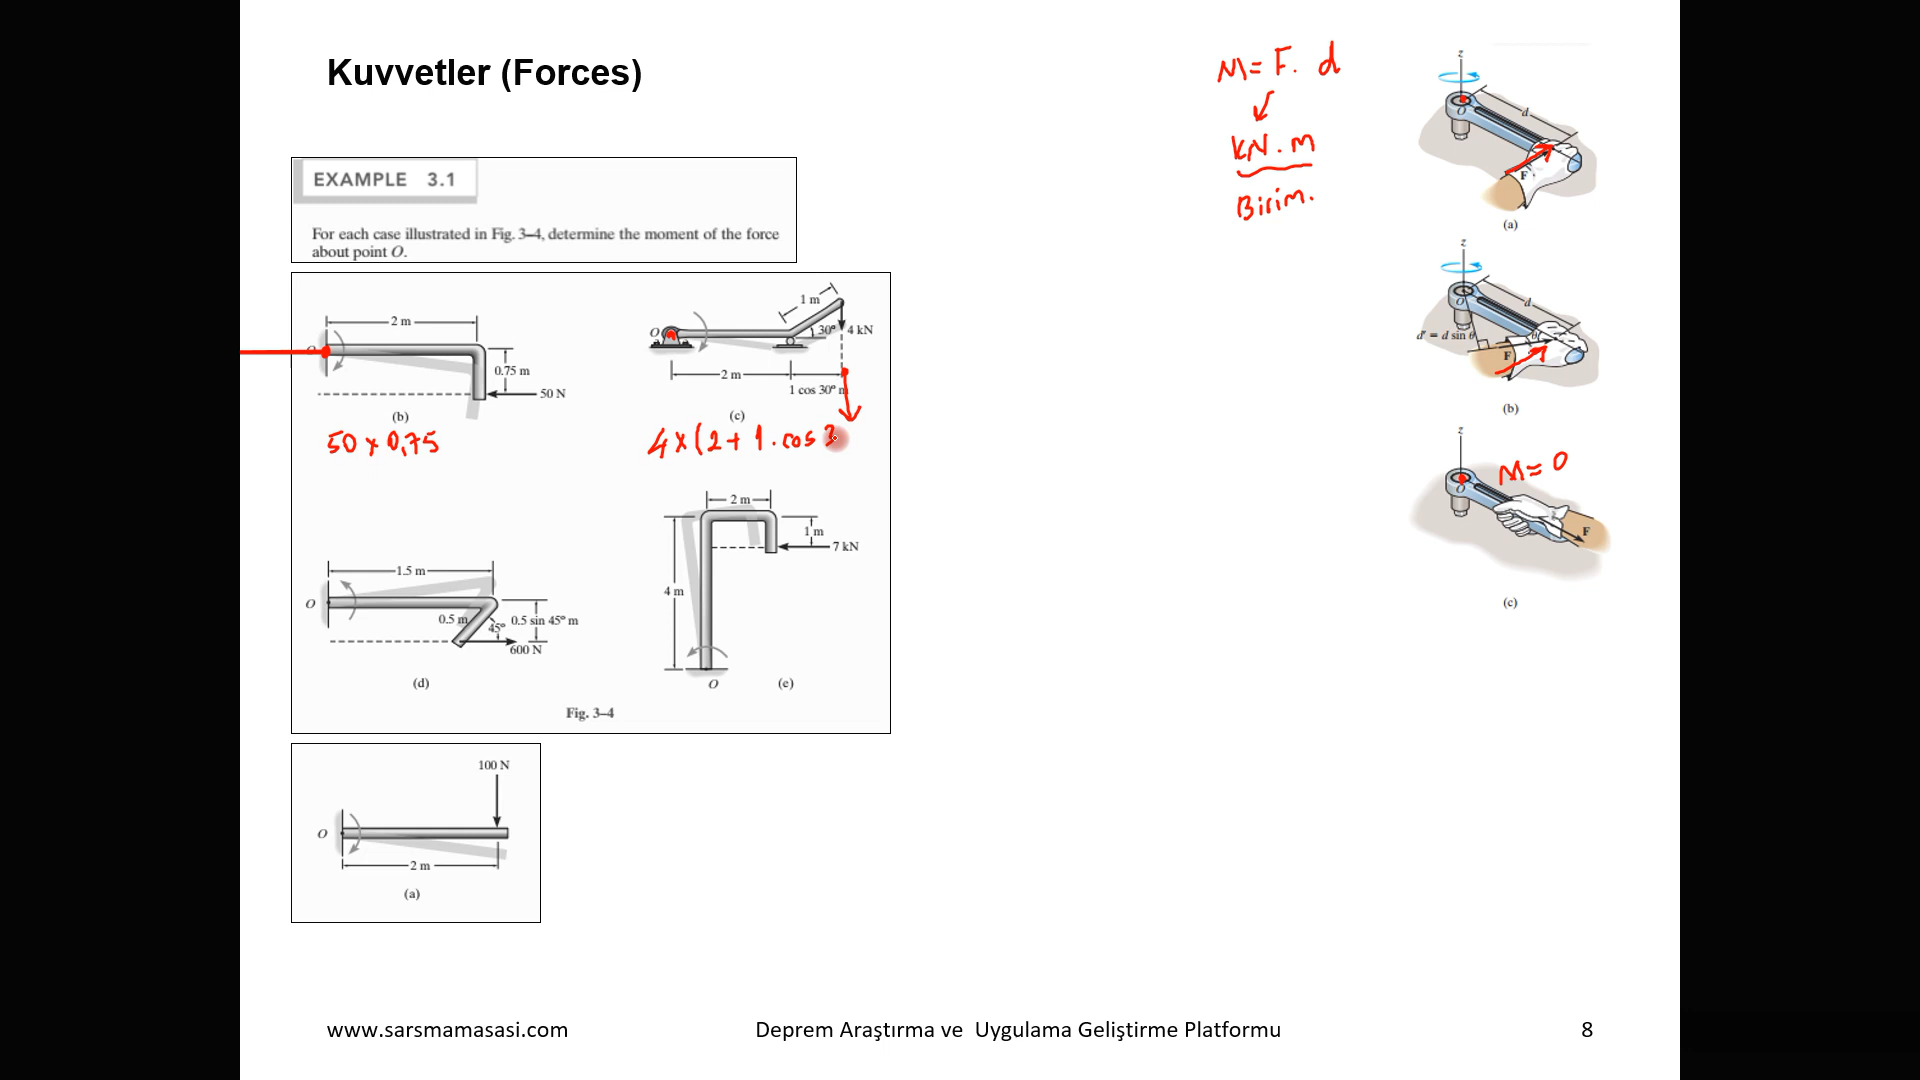 Kuvvetler (Forces)
M= F. d
kN.m
Birim.
EXAMPLE 3.1
For each case illustrated in Fig. 3–4, determine the moment of the force
about point O.
2 m
O
0.75 m
50 N
(b)
50 x 0,75
1 m
O
30°
4 kN
2 m
1 cos 30° m
(c)
4x(2+ 1.cos 3
1.5 m
O
0.5 m
45°
0.5 sin 45° m
600 N
(d)
2 m
1 m
7 kN
4 m
O
(e)
Fig. 3–4
100 N
O
2 m
(a)
z
O
d
F
(a)
z
O
d
d' = d sin θ
θ
F
(b)
z
O
M= 0
F
(c)
www.sarsmamasasi.com
Deprem Araştırma ve Uygulama Geliştirme Platformu
8